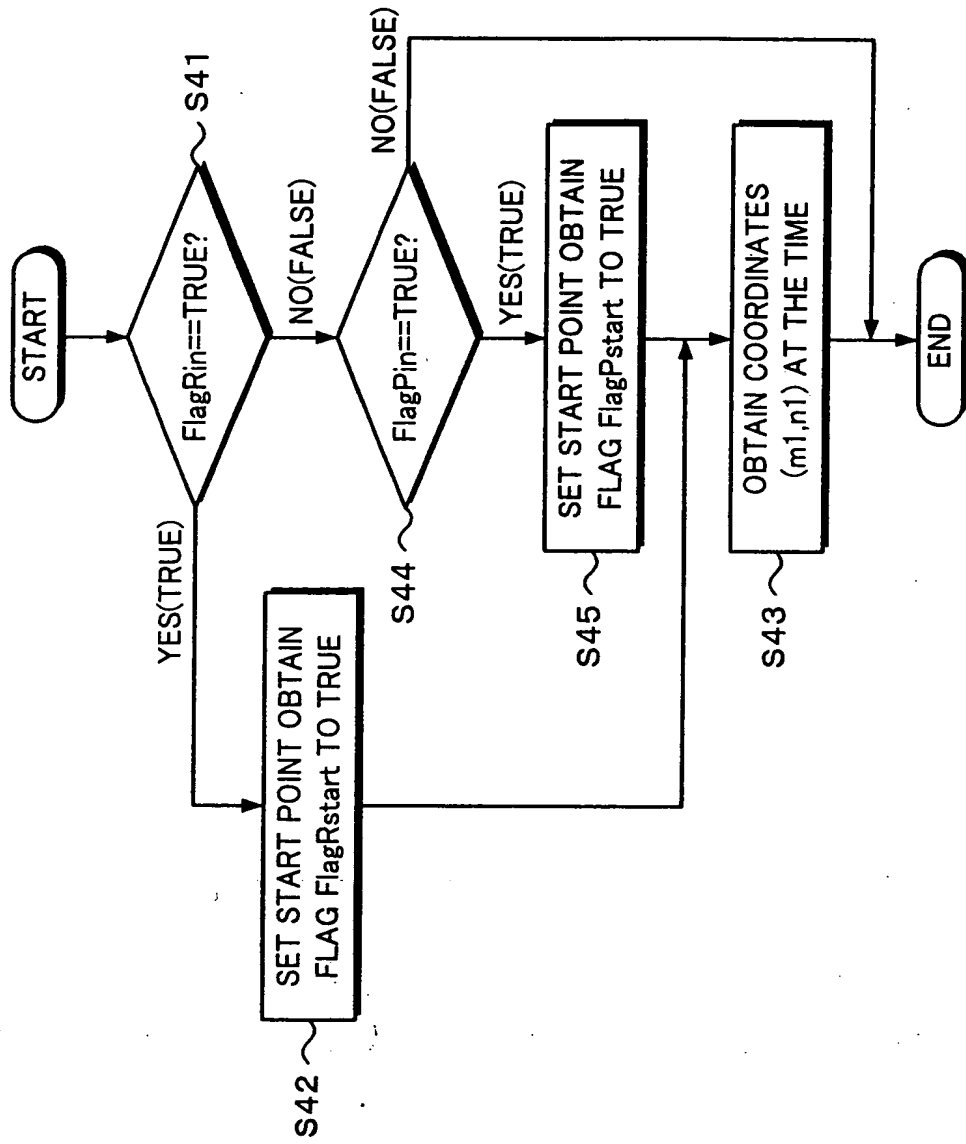 START
FlagRin==TRUE?
S41
YES(TRUE)
NO(FALSE)
SET START POINT OBTAIN
FLAG FlagRstart TO TRUE
S42
FlagPin==TRUE?
S44
NO(FALSE)
YES(TRUE)
SET START POINT OBTAIN
FLAG FlagPstart TO TRUE
S45
OBTAIN COORDINATES
(m1,n1) AT THE TIME
S43
END